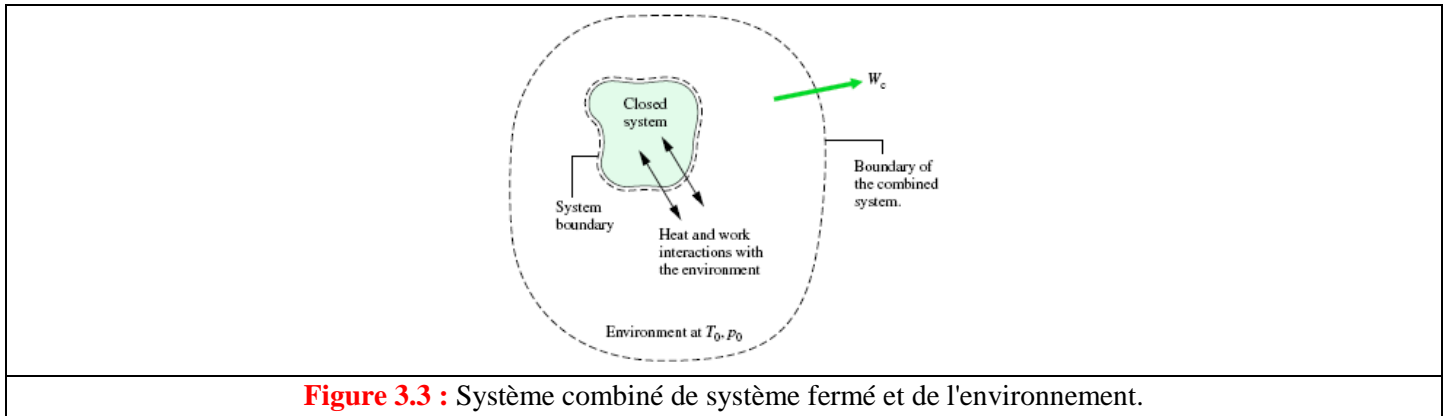 W_c
Closed
system
Boundary of
the combined
system.
System
boundary
Heat and work
interactions with
the environment
Environment at T_0, p_0
Figure 3.3 : Système combiné de système fermé et de l'environnement.